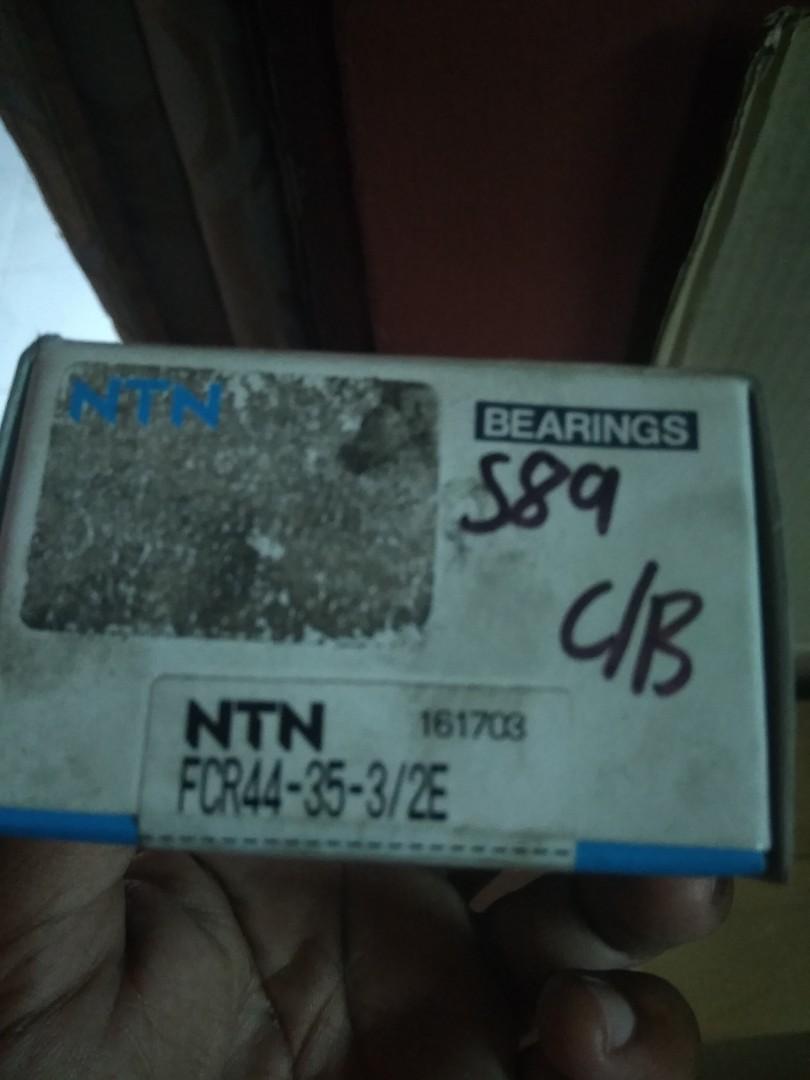 NTN
BEARINGS
S89
C/B
NTN 161703
FCR44-35-3/2E